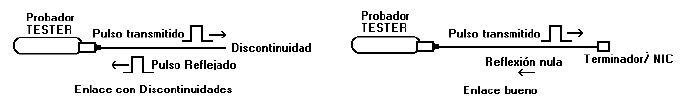 Probador
TESTER
Pulso transmitido
Discontinuidad
Pulso Reflejado
Enlace con Discontinuidades
Probador
TESTER
Pulso transmitido
Terminador/ NIC
Reflexión nula
Enlace bueno